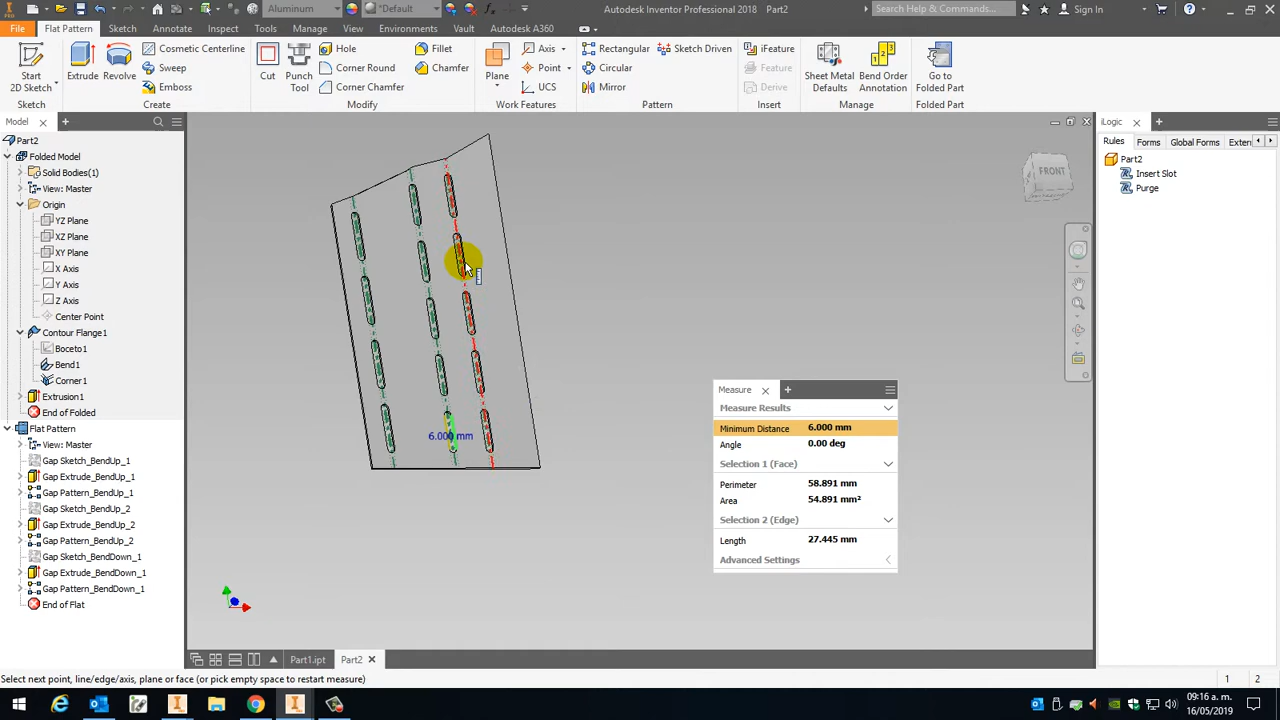 Aluminum
*Default
Autodesk Inventor Professional 2018 Part2
Search Help & Commands...
Sign In
File
Flat Pattern
Sketch
Annotate
Inspect
Tools
Manage
View
Environments
Vault
Autodesk A360
Start
2D Sketch
Extrude
Revolve
Cosmetic Centerline
Sweep
Emboss
Cut
Punch
Tool
Hole
Corner Round
Corner Chamfer
Fillet
Chamfer
Plane
Axis
Point
UCS
Rectangular
Circular
Mirror
Sketch Driven
iFeature
Feature
Derive
Sheet Metal
Defaults
Bend Order
Annotation
Go to
Folded Part
Sketch
Create
Modify
Work Features
Pattern
Insert
Manage
Folded Part
Model
Part2
Folded Model
Solid Bodies(1)
View: Master
Origin
YZ Plane
XZ Plane
XY Plane
X Axis
Y Axis
Z Axis
Center Point
Contour Flange1
Boceto1
Bend1
Corner1
Extrusion1
End of Folded
Flat Pattern
View: Master
Gap Sketch_BendUp_1
Gap Extrude_BendUp_1
Gap Pattern_BendUp_1
Gap Sketch_BendUp_2
Gap Extrude_BendUp_2
Gap Pattern_BendUp_2
Gap Sketch_BendDown_1
Gap Extrude_BendDown_1
Gap Pattern_BendDown_1
End of Flat
FRONT
6.000 mm
Measure
Measure Results
Minimum Distance 6.000 mm
Angle 0.00 deg
Selection 1 (Face)
Perimeter 58.891 mm
Area 54.891 mm²
Selection 2 (Edge)
Length 27.445 mm
Advanced Settings
iLogic
Rules
Forms
Global Forms
Exten
Part2
Insert Slot
Purge
Part1.ipt
Part2
Select next point, line/edge/axis, plane or face (or pick empty space to restart measure)
1 2
09:16 a. m.
16/05/2019